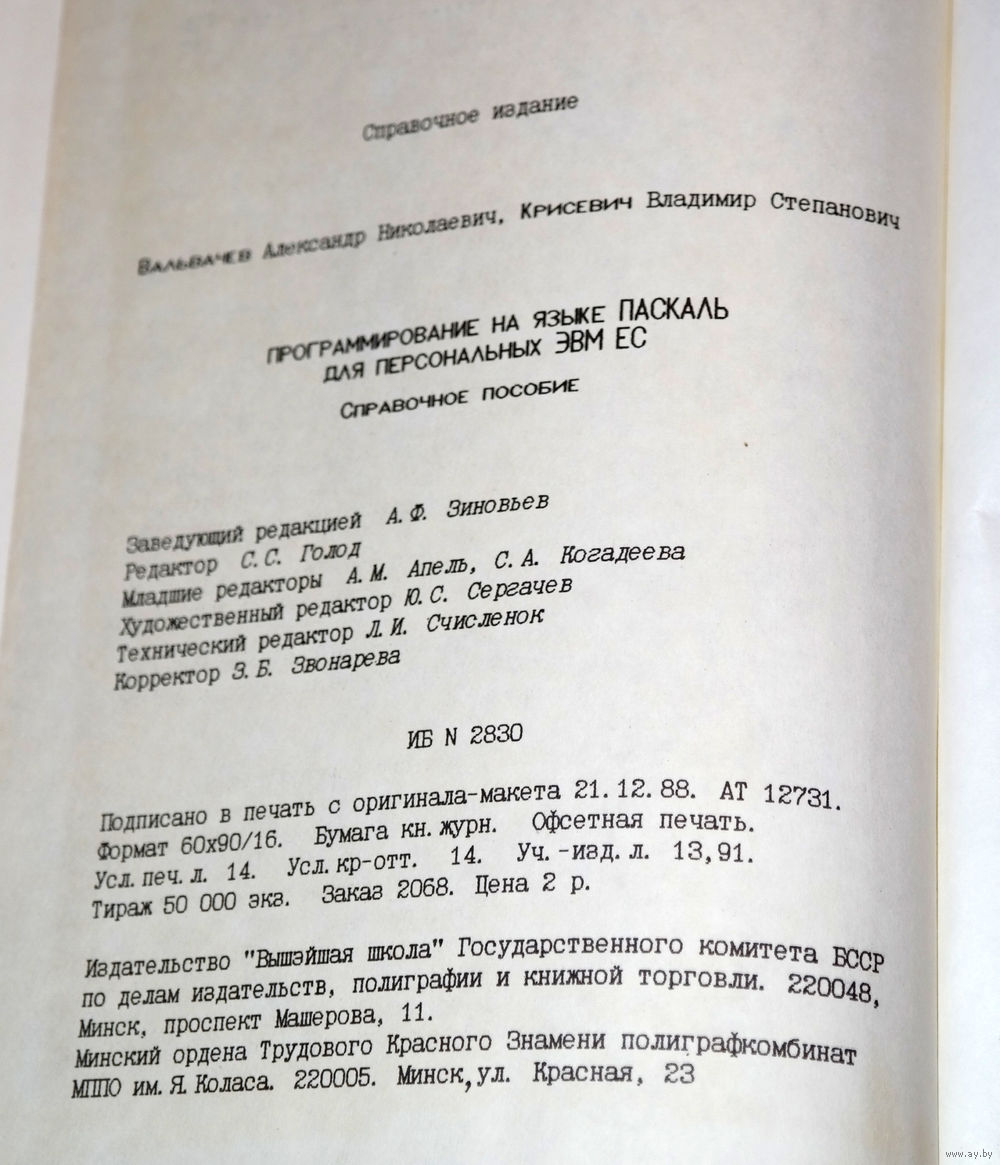 Справочное издание
Вальвачев Александр Николаевич, Крисевич Владимир Степанович
ПРОГРАММИРОВАНИЕ НА ЯЗЫКЕ ПАСКАЛЬ
ДЛЯ ПЕРСОНАЛЬНЫХ ЭВМ ЕС
Справочное пособие
Заведующий редакцией А.Ф. Зиновьев
Редактор С.С. Голод
Младшие редакторы А.М. Апель, С.А. Когадеева
Художественный редактор Ю.С. Сергачев
Технический редактор Л.И. Счисленок
Корректор З.Б. Звонарева
ИБ N 2830
Подписано в печать с оригинала-макета 21.12.88. АТ 12731.
Формат 60х90/16. Бумага кн.журн. Офсетная печать.
Усл.печ.л. 14. Усл.кр-отт. 14. Уч.-изд.л. 13,91.
Тираж 50 000 экз. Заказ 2068. Цена 2 р.
Издательство "Вышэйшая школа" Государственного комитета БССР
по делам издательств, полиграфии и книжной торговли. 220048,
Минск, проспект Машерова, 11.
Минский ордена Трудового Красного Знамени полиграфкомбинат
МППО им.Я.Коласа. 220005. Минск,ул. Красная, 23
www.ay.by